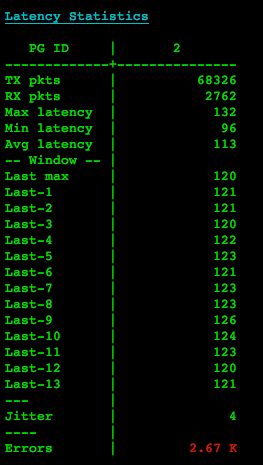 Latency Statistics
PG ID | 2
-------------+---------------
TX pkts | 68326
RX pkts | 2762
Max latency | 132
Min latency | 96
Avg latency | 113
-- Window -- |
Last max | 120
Last-1 | 121
Last-2 | 121
Last-3 | 120
Last-4 | 122
Last-5 | 123
Last-6 | 121
Last-7 | 123
Last-8 | 123
Last-9 | 126
Last-10 | 124
Last-11 | 123
Last-12 | 120
Last-13 | 121
--- |
Jitter | 4
---- |
Errors | 2.67 K